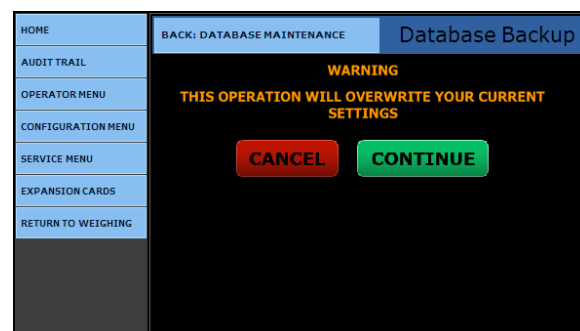 HOME
AUDIT TRAIL
OPERATOR MENU
CONFIGURATION MENU
SERVICE MENU
EXPANSION CARDS
RETURN TO WEIGHING
BACK: DATABASE MAINTENANCE
Database Backup
WARNING
THIS OPERATION WILL OVERWRITE YOUR CURRENT
SETTINGS
CANCEL
CONTINUE